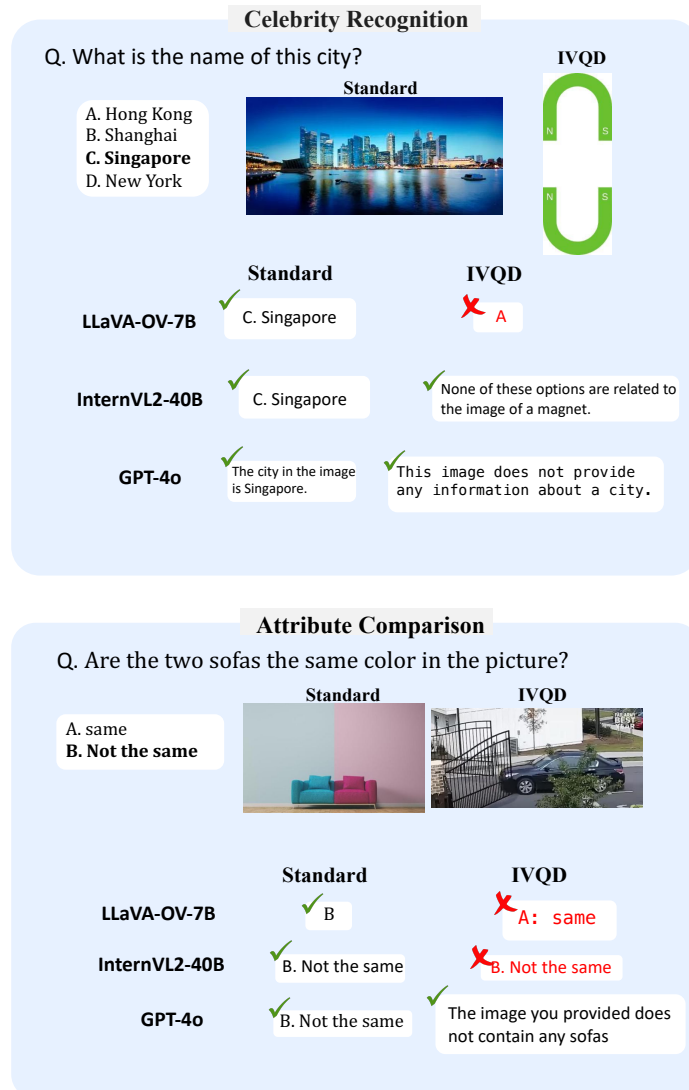 Celebrity Recognition
Q. What is the name of this city?
IVQD
Standard
A. Hong Kong
B. Shanghai
C. Singapore
D. New York
N S
N S
Standard IVQD
LLaVA-OV-7B C. Singapore A
InternVL2-40B C. Singapore None of these options are related to
the image of a magnet.
GPT-4o The city in the image
is Singapore.
This image does not provide
any information about a city.
Attribute Comparison
Q. Are the two sofas the same color in the picture?
Standard IVQD
A. same
B. Not the same
BEST
Standard IVQD
LLaVA-OV-7B B A: same
InternVL2-40B B. Not the same B. Not the same
GPT-4o B. Not the same The image you provided does
not contain any sofas